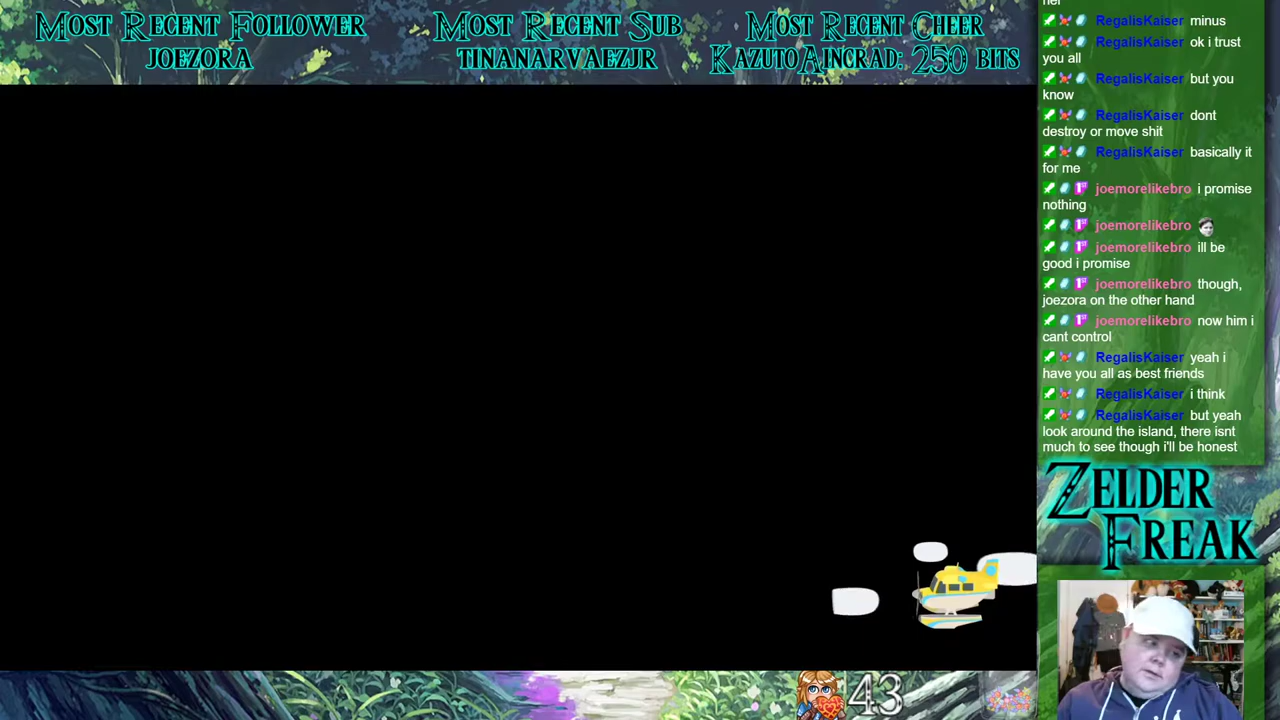 MOST RECENT FOLLOWER
JOEZORA
MOST RECENT SUB
TINANARVAEZJR
MOST RECENT CHEER
KAZUTOAINCRAD: 250 BITS
RegalisKaiser minus
RegalisKaiser ok i trust
you all
RegalisKaiser but you
know
RegalisKaiser dont
destroy or move shit
RegalisKaiser basically it
for me
joemorelikebro i promise
nothing
joemorelikebro
joemorelikebro ill be
good i promise
joemorelikebro though,
joezora on the other hand
joemorelikebro now him i
cant control
RegalisKaiser yeah i
have you all as best friends
RegalisKaiser i think
RegalisKaiser but yeah
look around the island, there isnt
much to see though i'll be honest
ZELDER
FREAK
43